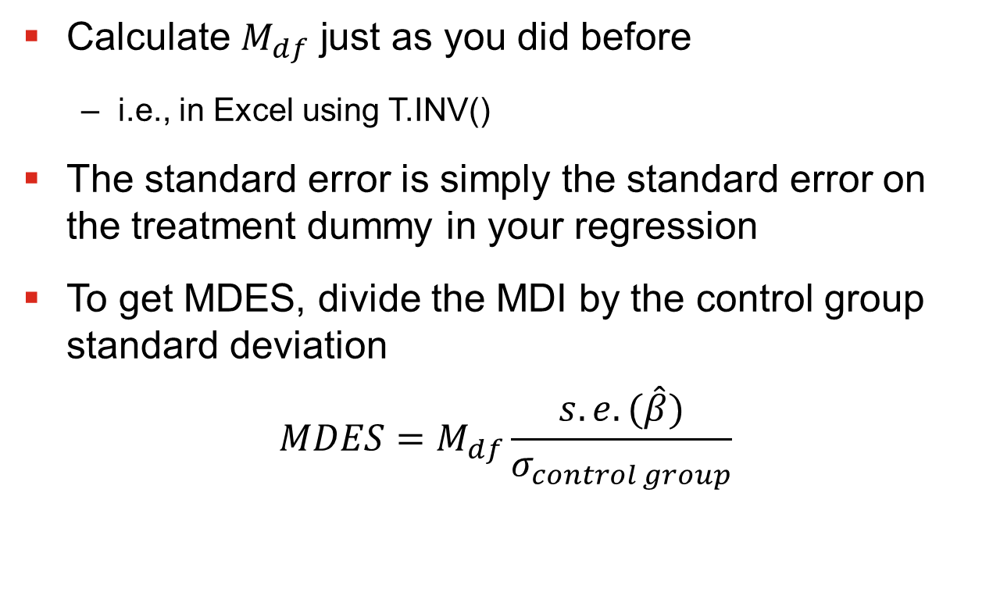 ▪ Calculate $M_{df}$ just as you did before
– i.e., in Excel using T.INV()
▪ The standard error is simply the standard error on
the treatment dummy in your regression
▪ To get MDES, divide the MDI by the control group
standard deviation
$MDES = M_{df} \frac{s.e.(\hat{\beta})}{\sigma_{control\ group}}$